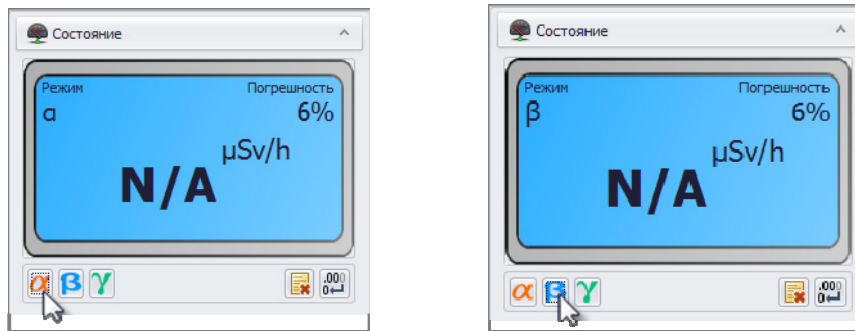 Состояние
Режим Погрешность
α 6%
μSv/h
N/A
α β γ .000 0
Состояние
Режим Погрешность
β 6%
μSv/h
N/A
α β γ .000 0